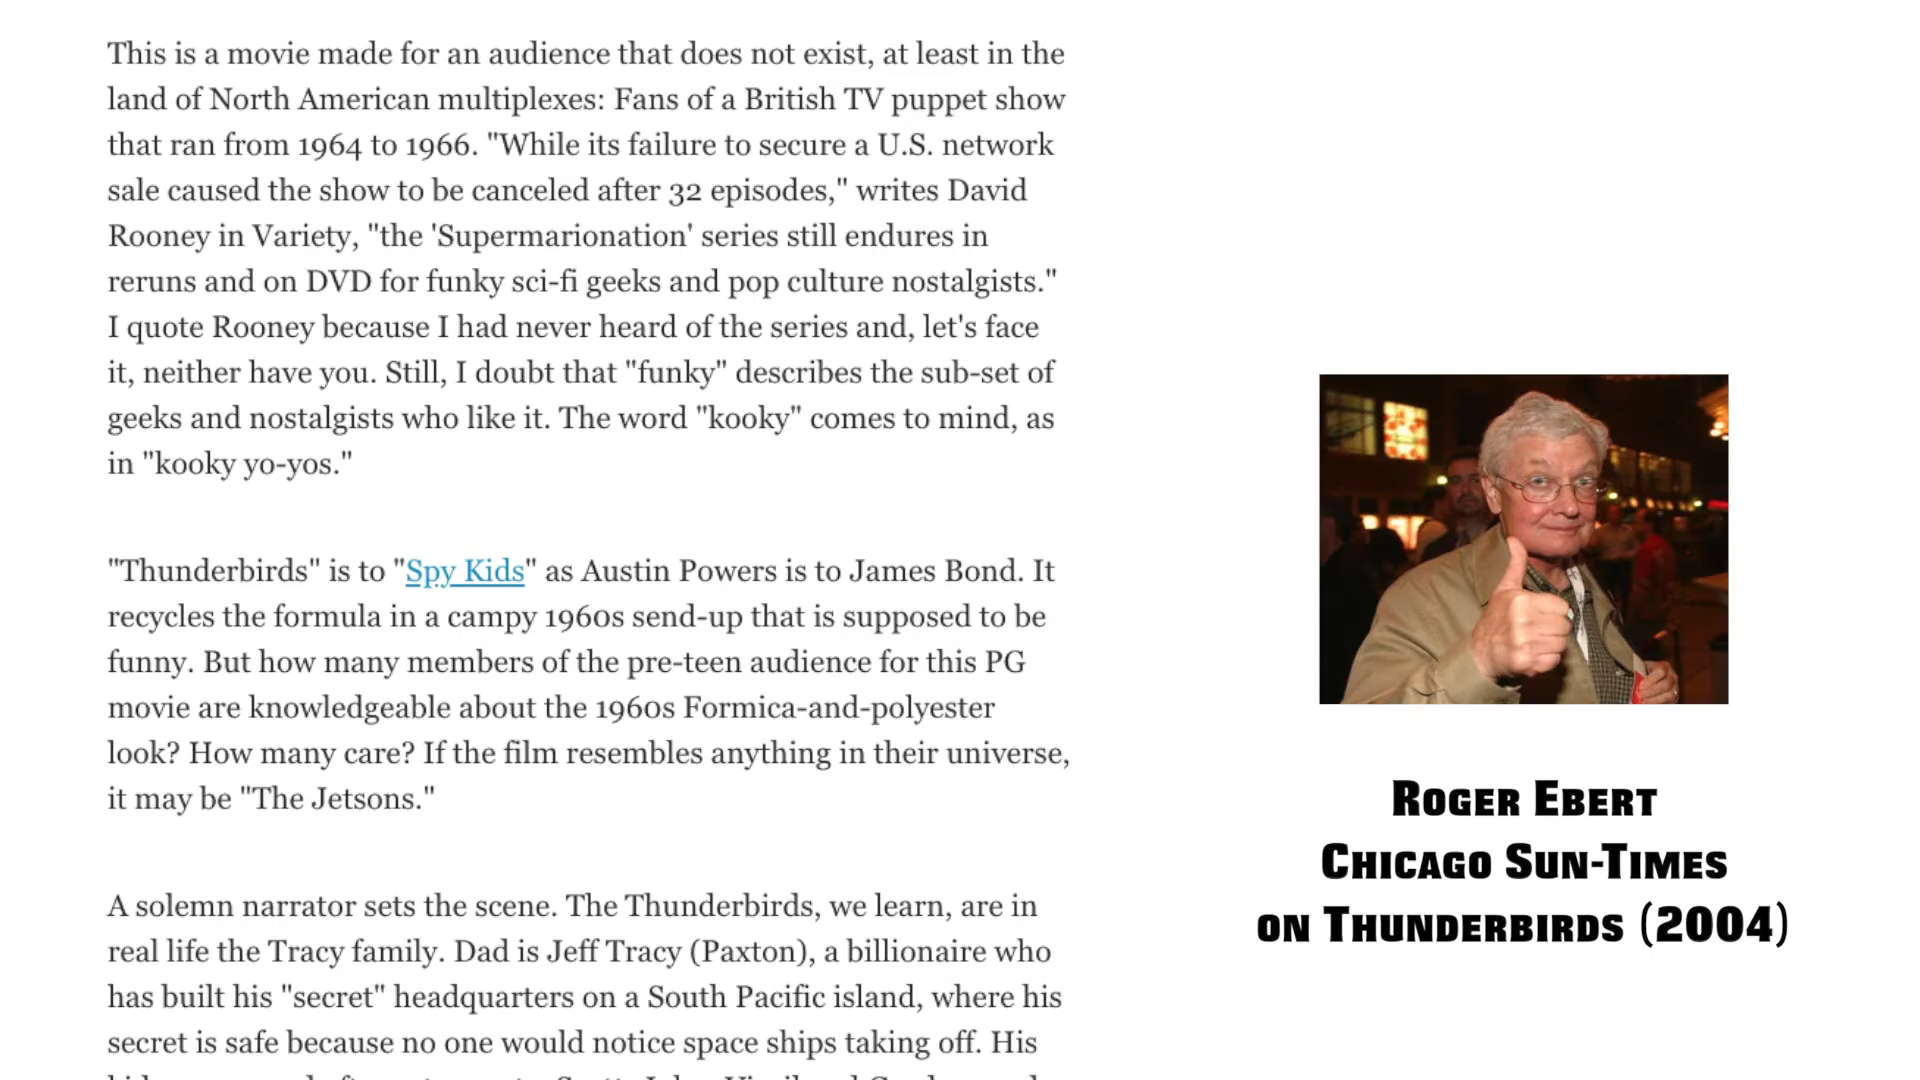 This is a movie made for an audience that does not exist, at least in the
land of North American multiplexes: Fans of a British TV puppet show
that ran from 1964 to 1966. "While its failure to secure a U.S. network
sale caused the show to be canceled after 32 episodes," writes David
Rooney in Variety, "the 'Supermarionation' series still endures in
reruns and on DVD for funky sci-fi geeks and pop culture nostalgists."
I quote Rooney because I had never heard of the series and, let's face
it, neither have you. Still, I doubt that "funky" describes the sub-set of
geeks and nostalgists who like it. The word "kooky" comes to mind, as
in "kooky yo-yos."
"Thunderbirds" is to "Spy Kids" as Austin Powers is to James Bond. It
recycles the formula in a campy 1960s send-up that is supposed to be
funny. But how many members of the pre-teen audience for this PG
movie are knowledgeable about the 1960s Formica-and-polyester
look? How many care? If the film resembles anything in their universe,
it may be "The Jetsons."
A solemn narrator sets the scene. The Thunderbirds, we learn, are in
real life the Tracy family. Dad is Jeff Tracy (Paxton), a billionaire who
has built his "secret" headquarters on a South Pacific island, where his
secret is safe because no one would notice space ships taking off. His
Roger Ebert
Chicago Sun-Times
on Thunderbirds (2004)